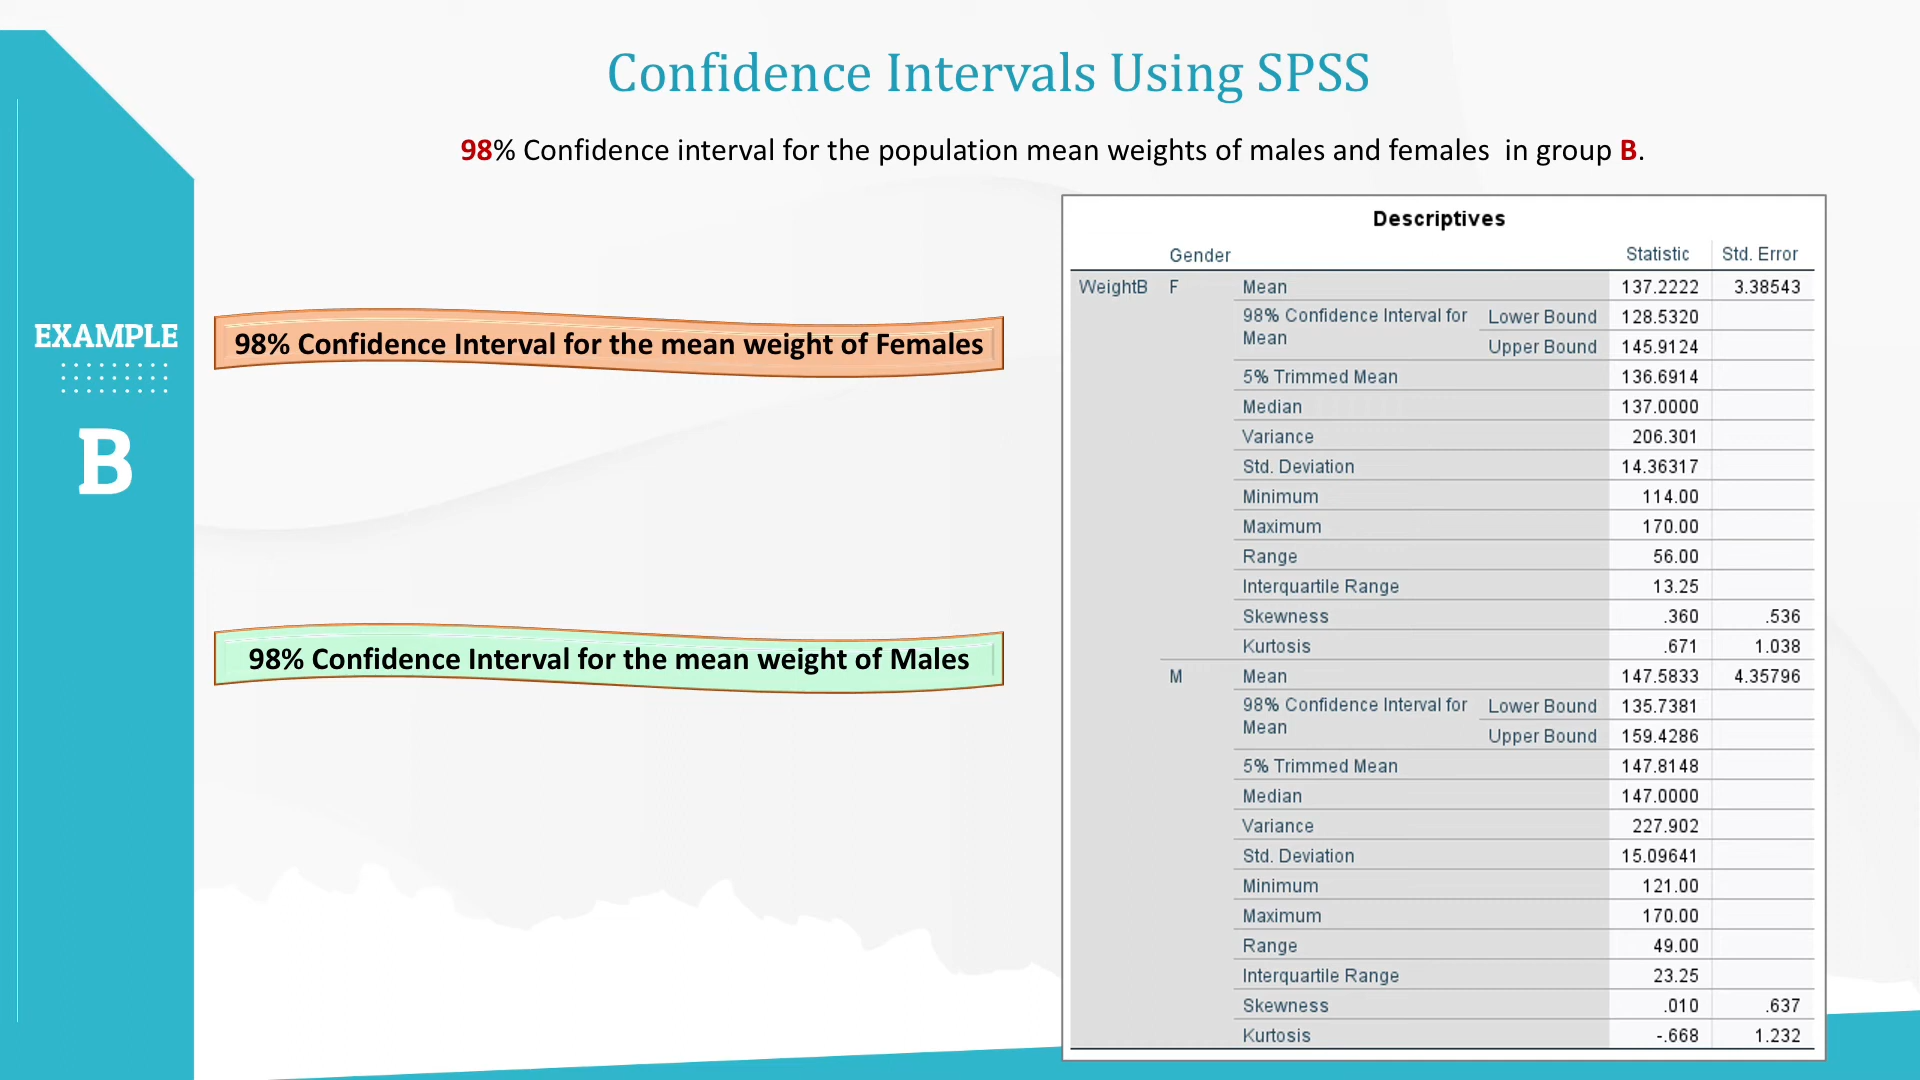 Confidence Intervals Using SPSS
98% Confidence interval for the population mean weights of males and females in group B.
EXAMPLE
B
98% Confidence Interval for the mean weight of Females
98% Confidence Interval for the mean weight of Males
Descriptives
Gender Statistic Std. Error
WeightB F Mean 137.2222 3.38543
98% Confidence Interval for Mean Lower Bound 128.5320
Upper Bound 145.9124
5% Trimmed Mean 136.6914
Median 137.0000
Variance 206.301
Std. Deviation 14.36317
Minimum 114.00
Maximum 170.00
Range 56.00
Interquartile Range 13.25
Skewness .360 .536
Kurtosis .671 1.038
M Mean 147.5833 4.35796
98% Confidence Interval for Mean Lower Bound 135.7381
Upper Bound 159.4286
5% Trimmed Mean 147.8148
Median 147.0000
Variance 227.902
Std. Deviation 15.09641
Minimum 121.00
Maximum 170.00
Range 49.00
Interquartile Range 23.25
Skewness .010 .637
Kurtosis -.668 1.232